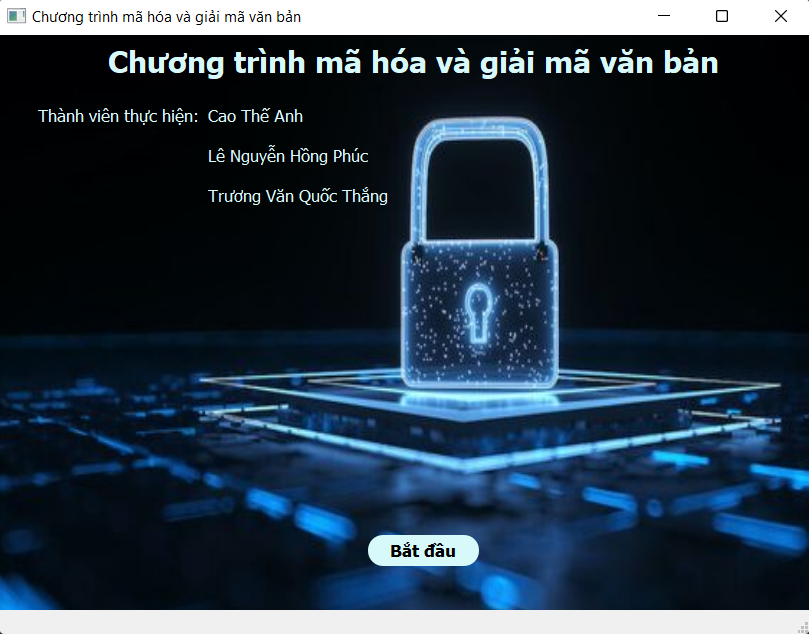 Chương trình mã hóa và giải mã văn bản
Chương trình mã hóa và giải mã văn bản
Thành viên thực hiện: Cao Thế Anh
Lê Nguyễn Hồng Phúc
Trương Văn Quốc Thắng
Bắt đầu